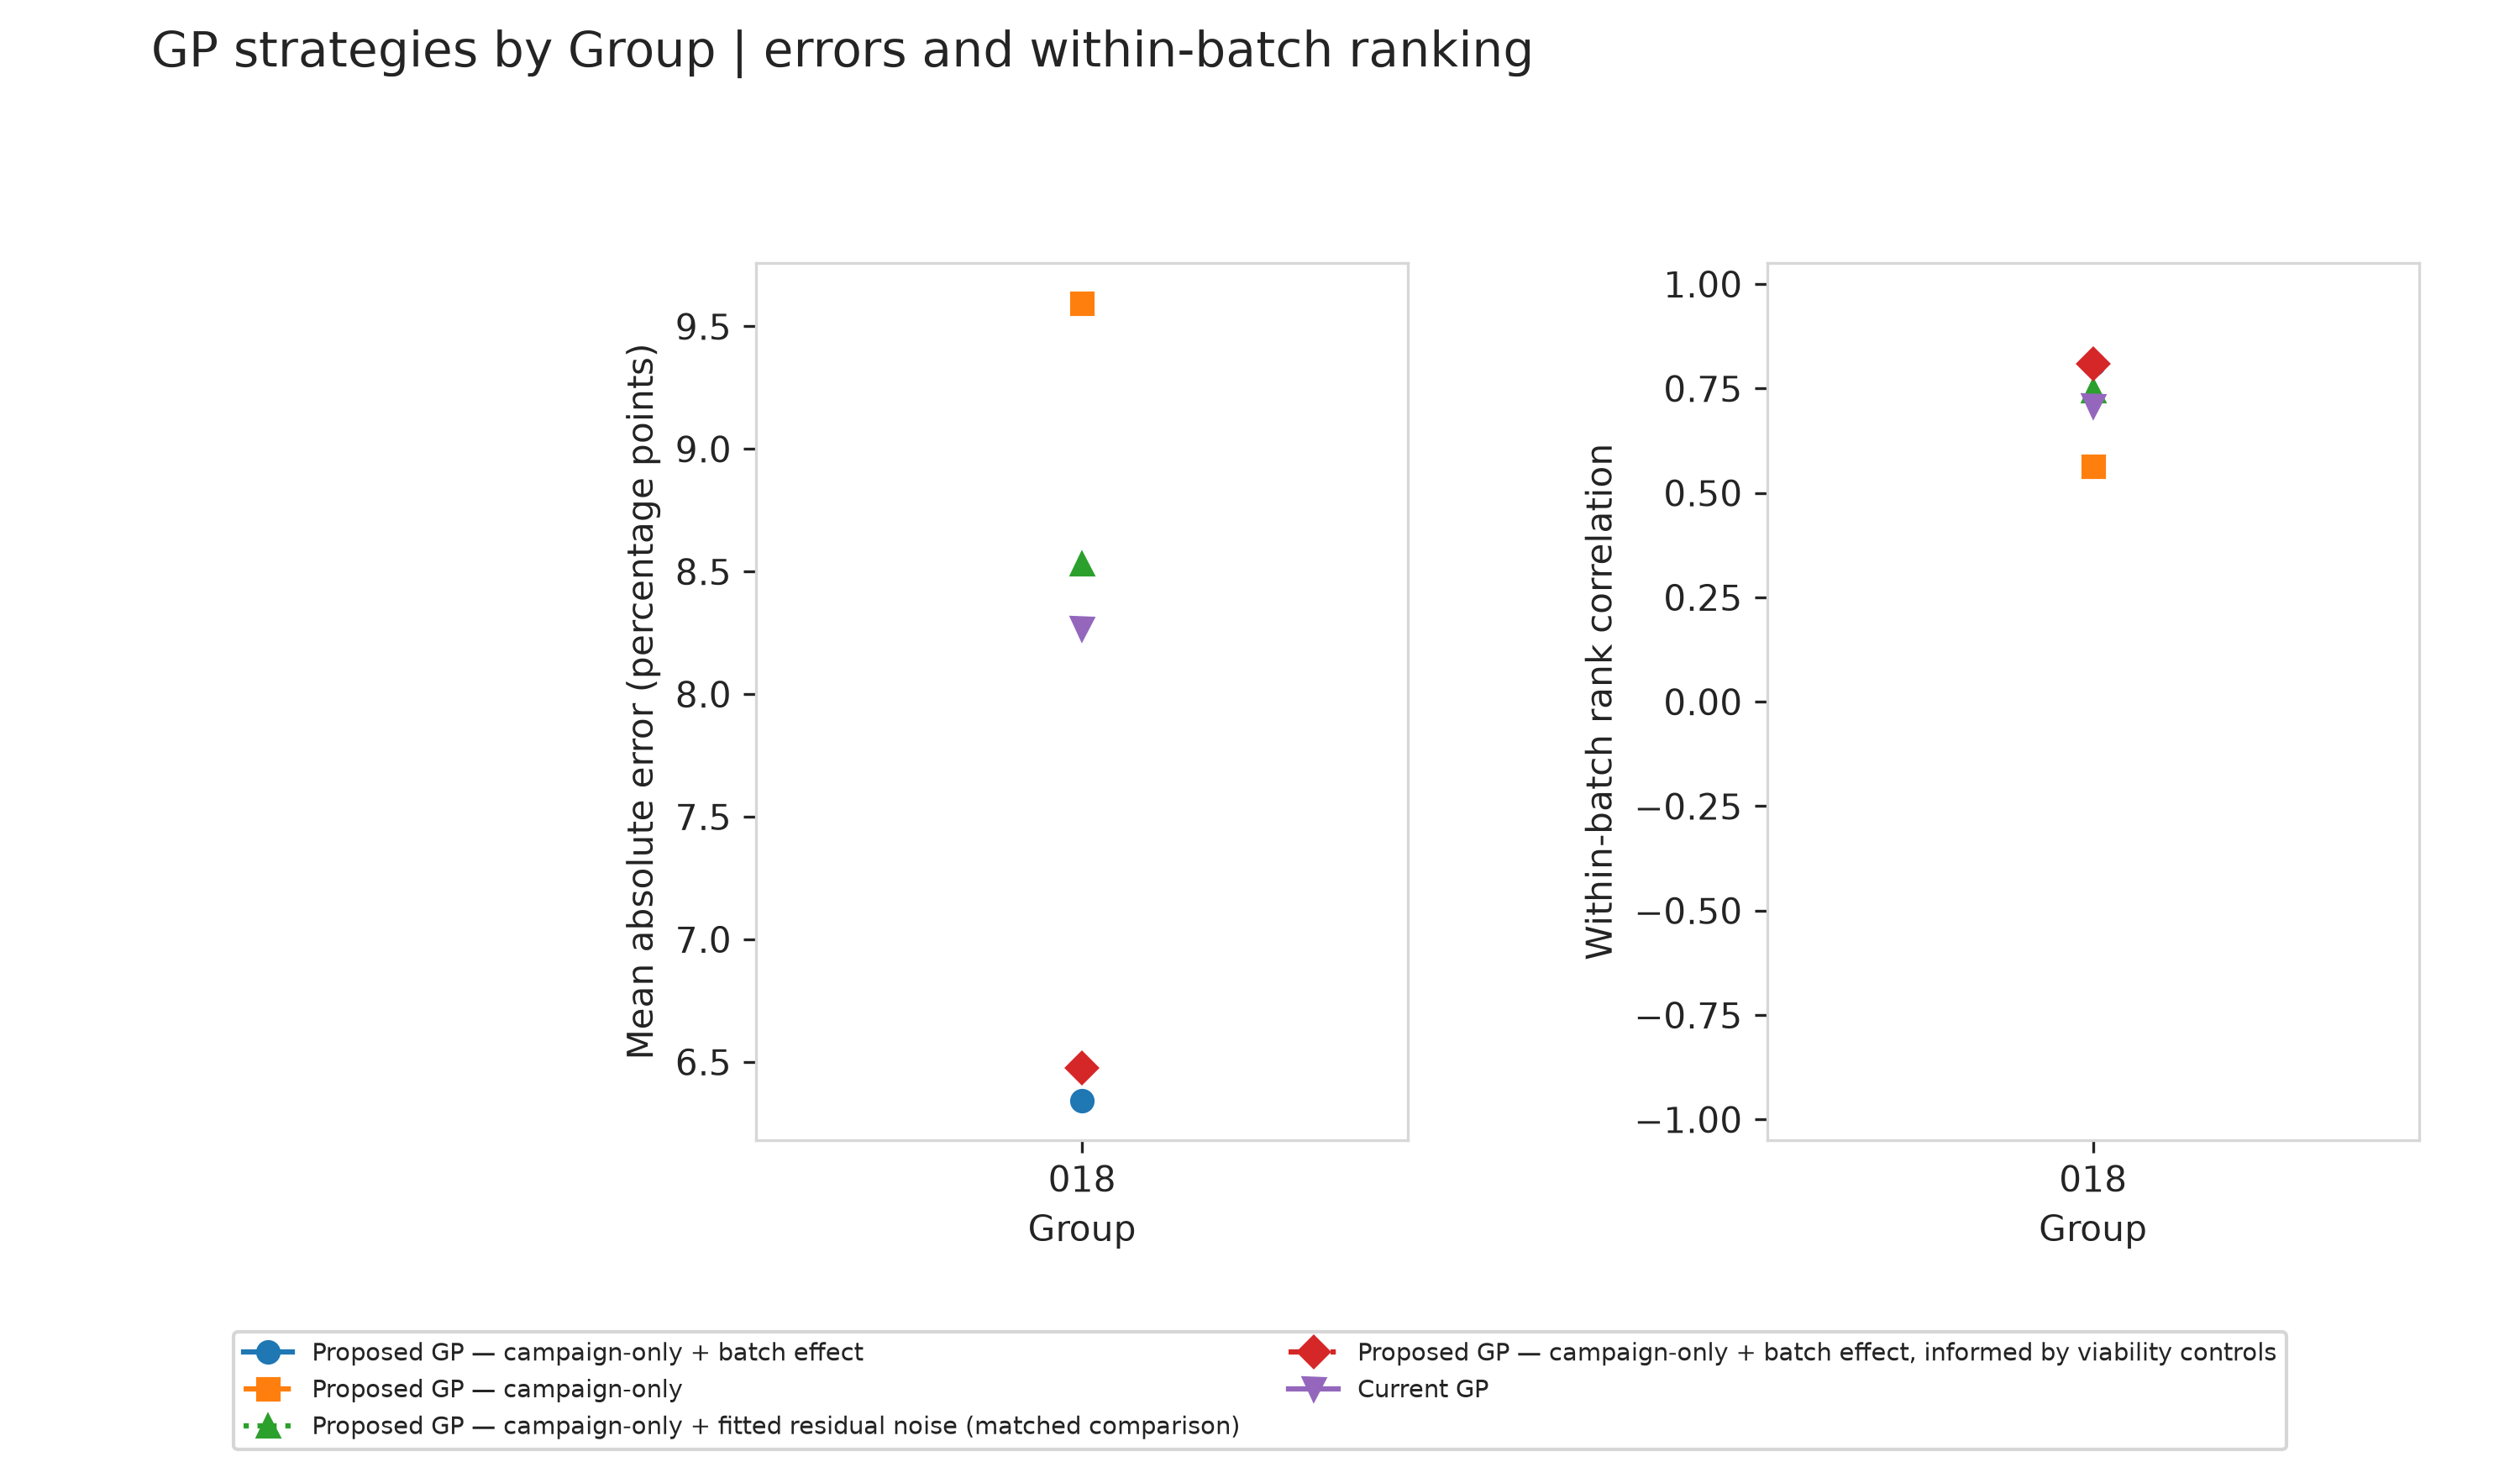 GP strategies by Group | errors and within-batch ranking
Mean absolute error (percentage points)
9.5
9.0
8.5
8.0
7.5
7.0
6.5
018
Group
Within-batch rank correlation
1.00
0.75
0.50
0.25
0.00
−0.25
−0.50
−0.75
−1.00
018
Group
Proposed GP — campaign-only + batch effect
Proposed GP — campaign-only
Proposed GP — campaign-only + fitted residual noise (matched comparison)
Proposed GP — campaign-only + batch effect, informed by viability controls
Current GP